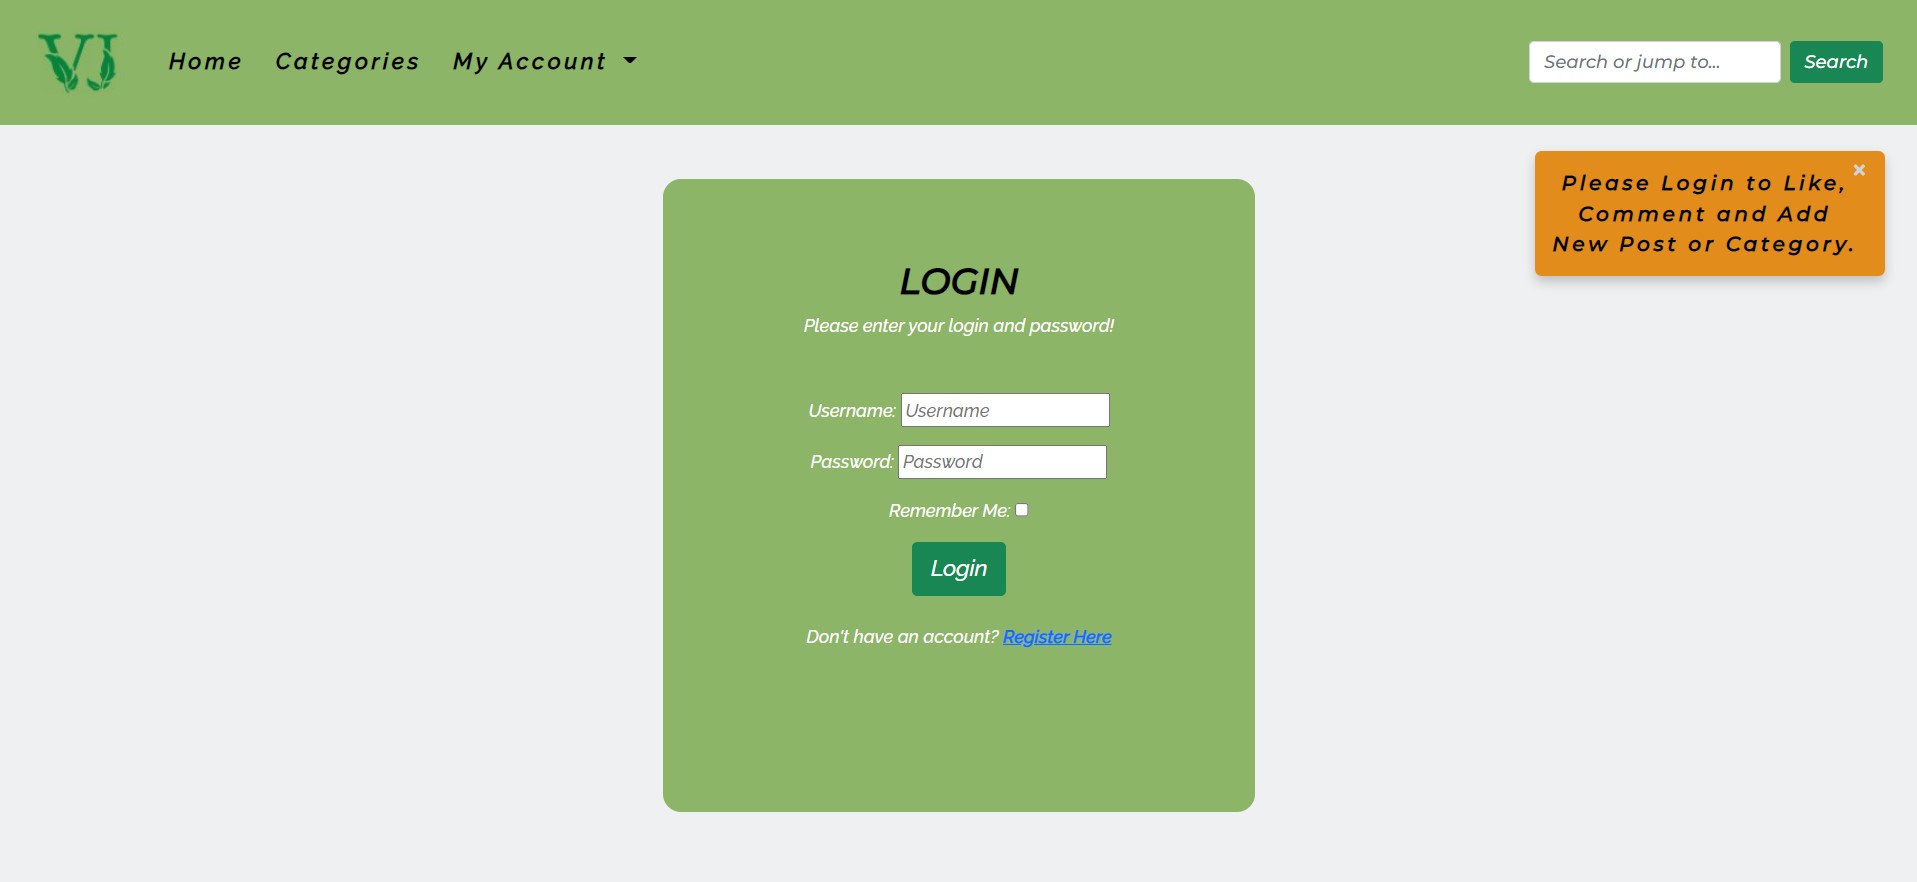 VJ
Home Categories My Account
Search or jump to... Search
Please Login to Like,
Comment and Add
New Post or Category.
×
LOGIN
Please enter your login and password!
Username: Username
Password: Password
Remember Me:
Login
Don't have an account? Register Here